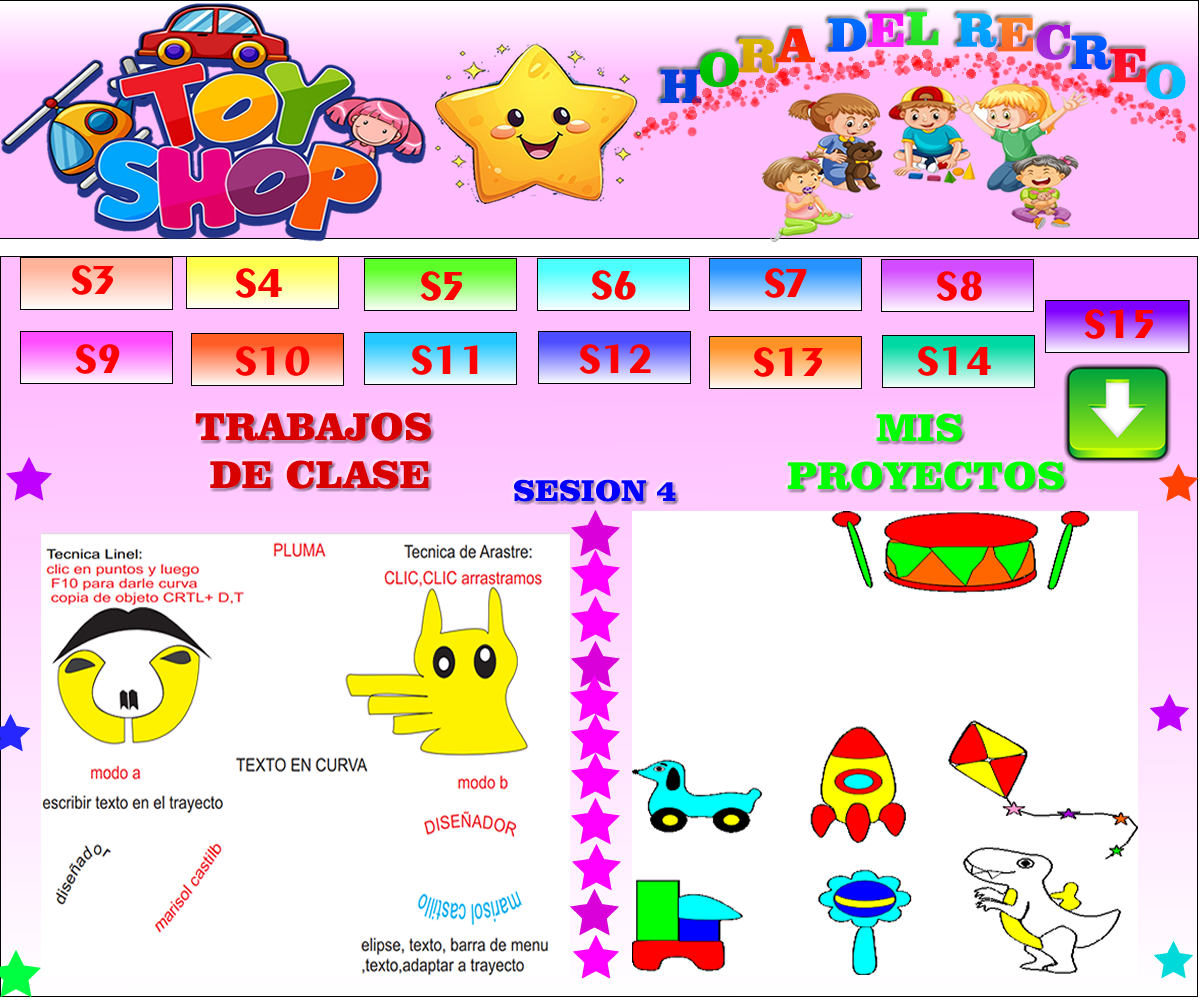 TOY
SHOP
HORA DEL RECREO
S3
S4
S5
S6
S7
S8
S15
S9
S10
S11
S12
S13
S14
TRABAJOS
DE CLASE
MIS
PROYECTOS
SESION 4
Tecnica Linel:
clic en puntos y luego
F10 para darle curva
copia de objeto CRTL+ D,T
PLUMA
Tecnica de Arastre:
CLIC,CLIC arrastramos
modo a
TEXTO EN CURVA
modo b
escribir texto en el trayecto
diseñador
marisol castilb
DISEÑADOR
marisol castillo
elipse, texto, barra de menu
,texto,adaptar a trayecto